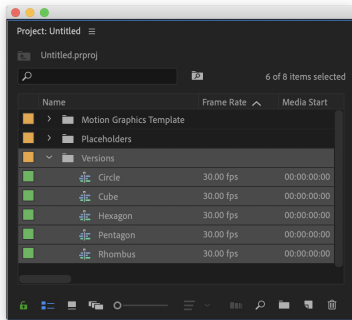 Project: Untitled
Untitled.prproj
6 of 8 items selected
Name Frame Rate Media Start
Motion Graphics Template
Placeholders
Versions
Circle 30.00 fps 00:00:00:00
Cube 30.00 fps 00:00:00:00
Hexagon 30.00 fps 00:00:00:00
Pentagon 30.00 fps 00:00:00:00
Rhombus 30.00 fps 00:00:00:00